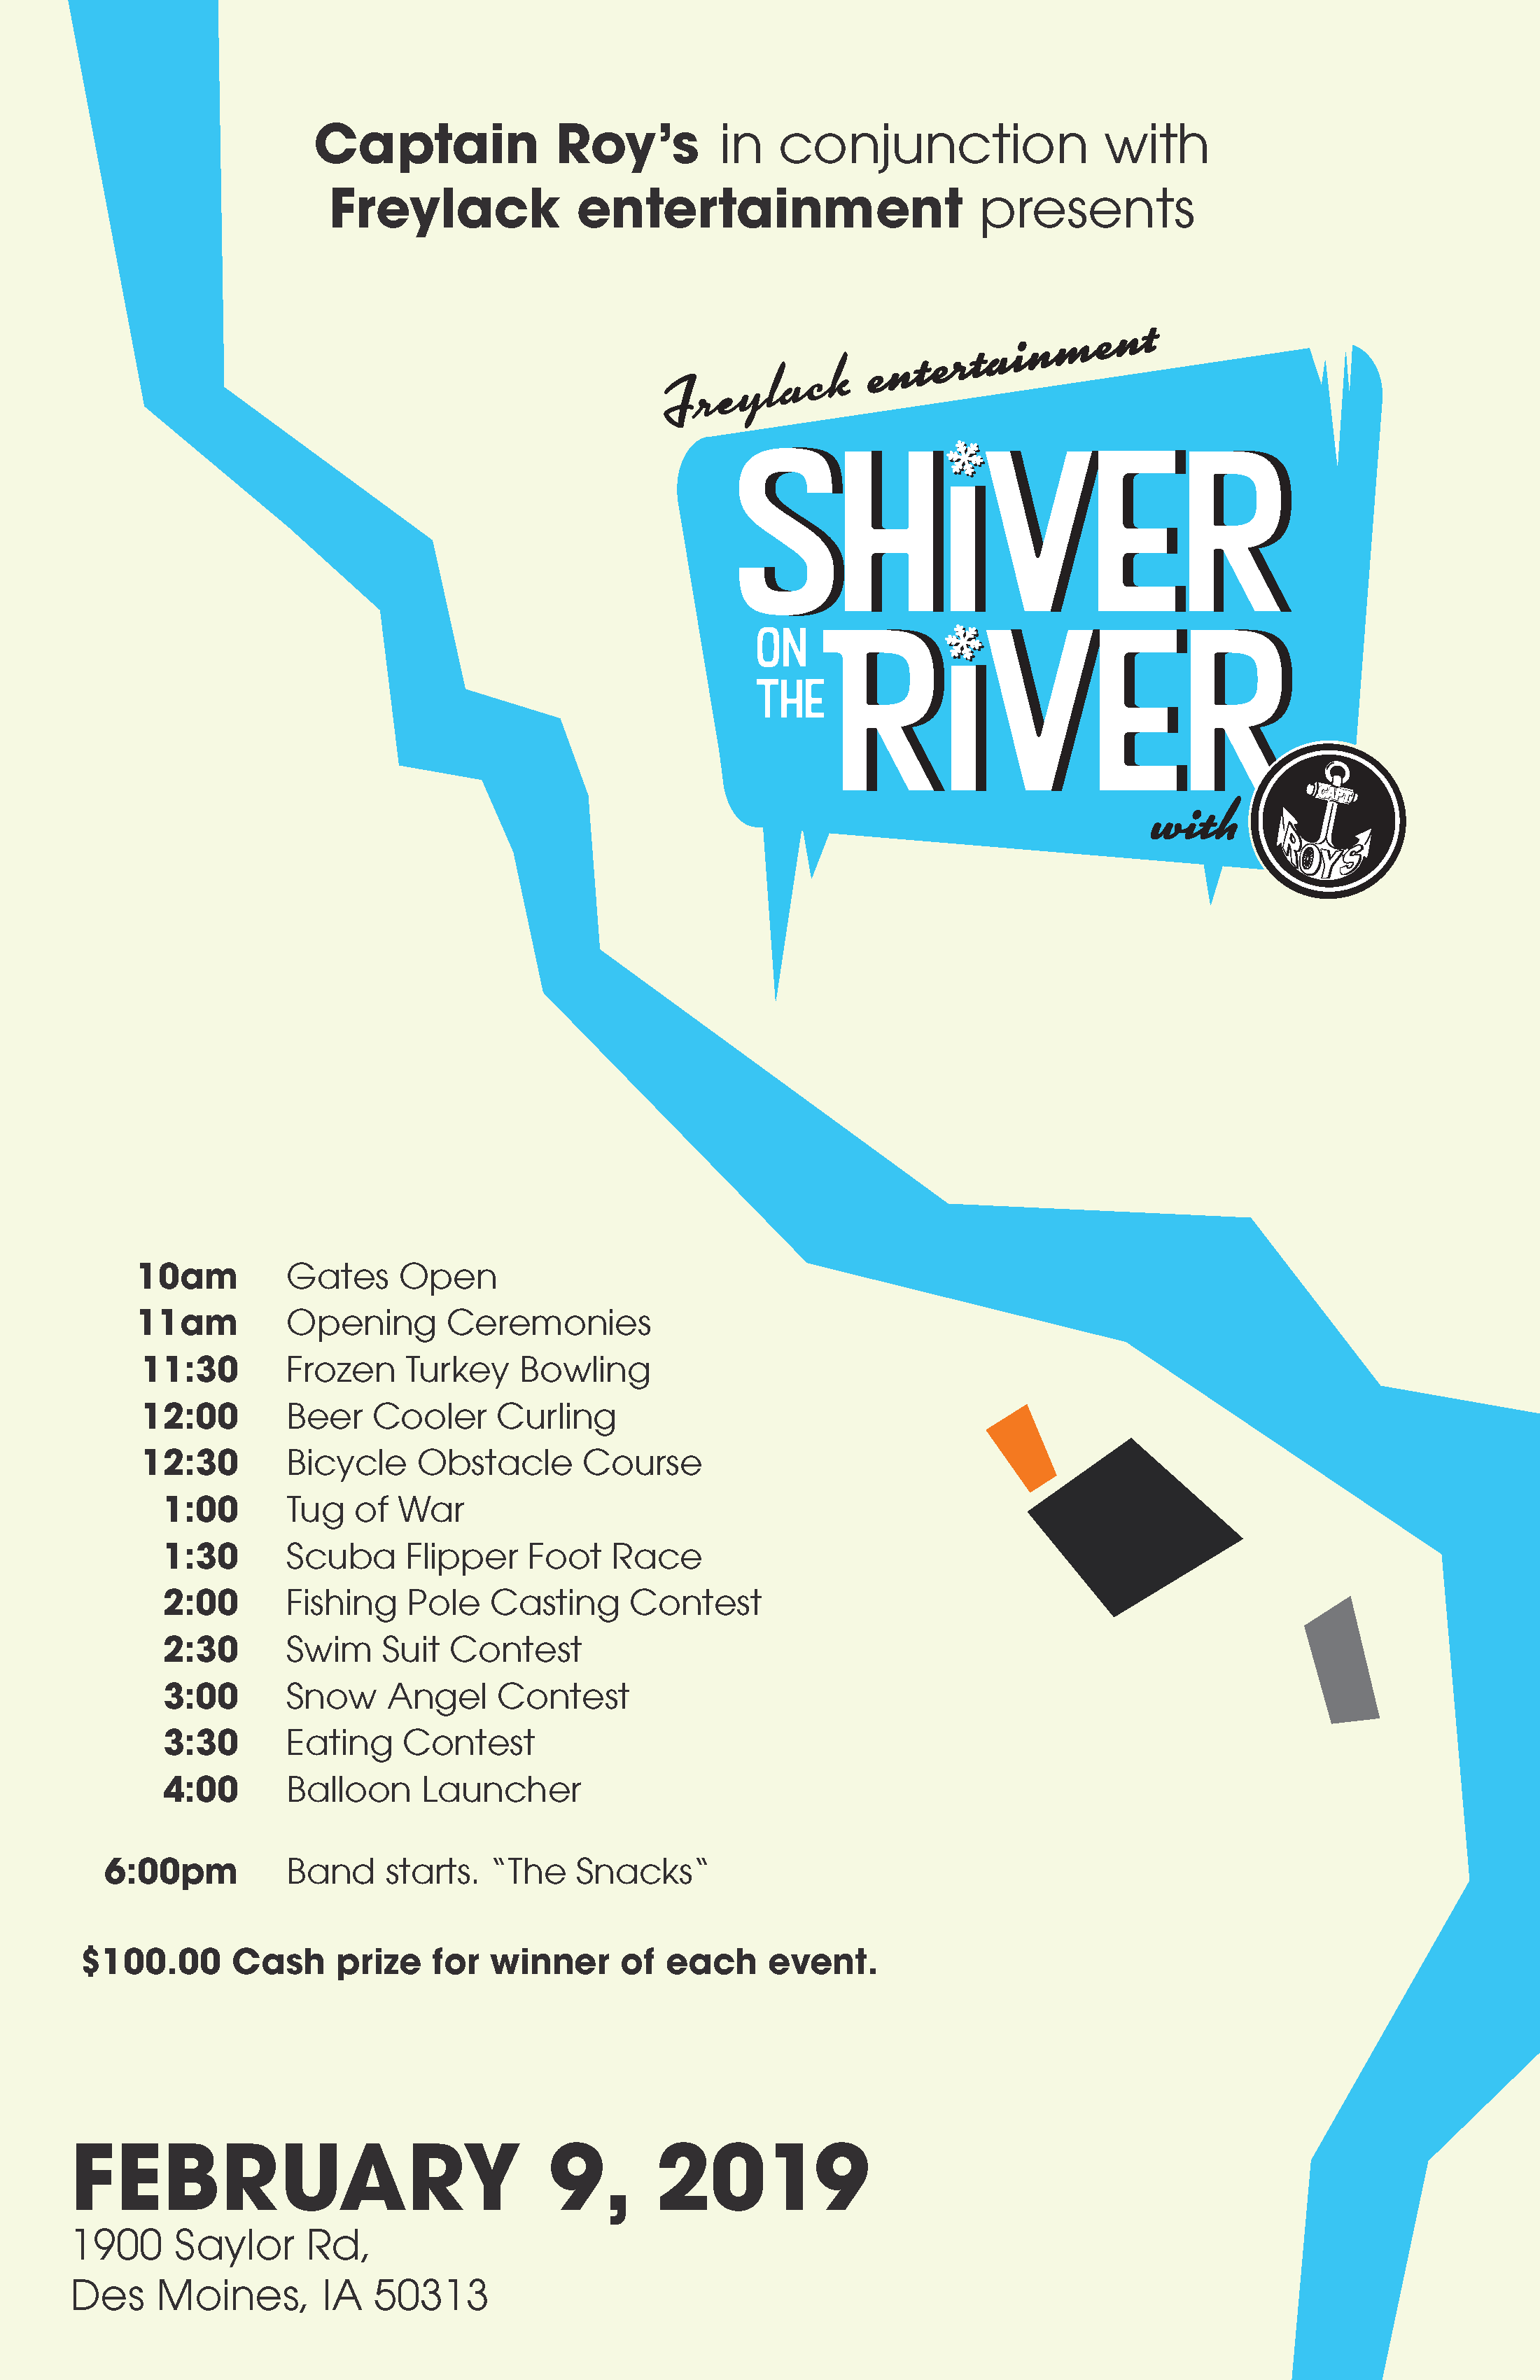 Captain Roy's in conjunction with
Freylack entertainment presents
Freylack entertainment
SHiVER
ON
THE
RiVER
with
CAPT
ROYS
10am Gates Open
11am Opening Ceremonies
11:30 Frozen Turkey Bowling
12:00 Beer Cooler Curling
12:30 Bicycle Obstacle Course
1:00 Tug of War
1:30 Scuba Flipper Foot Race
2:00 Fishing Pole Casting Contest
2:30 Swim Suit Contest
3:00 Snow Angel Contest
3:30 Eating Contest
4:00 Balloon Launcher
6:00pm Band starts. “The Snacks“
$100.00 Cash prize for winner of each event.
FEBRUARY 9, 2019
1900 Saylor Rd,
Des Moines, IA 50313